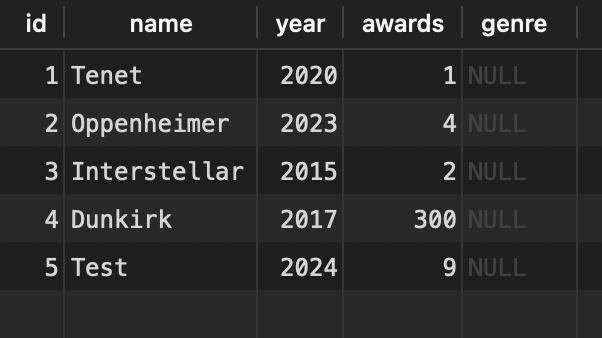 id name year awards genre
1 Tenet 2020 1 NULL
2 Oppenheimer 2023 4 NULL
3 Interstellar 2015 2 NULL
4 Dunkirk 2017 300 NULL
5 Test 2024 9 NULL